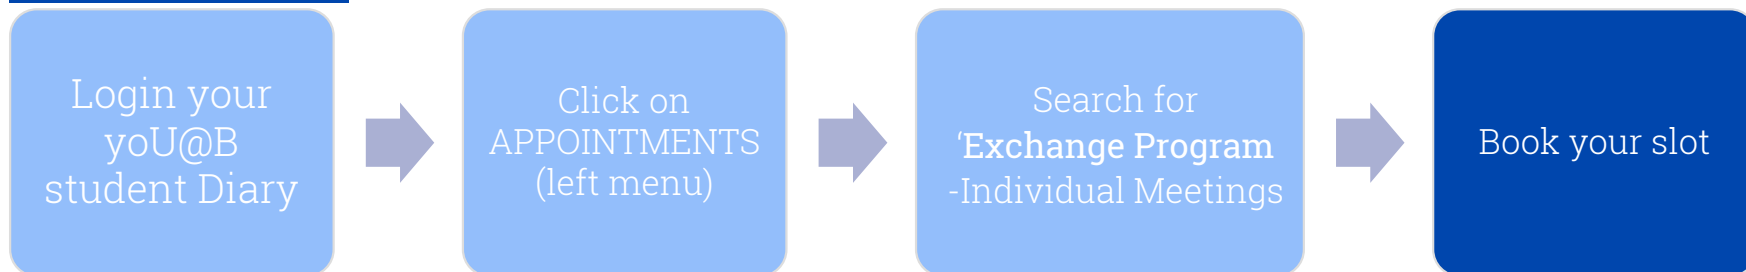 Login your
yoU@B
student Diary
Click on
APPOINTMENTS
(left menu)
Search for
‘Exchange Program
-Individual Meetings
Book your slot